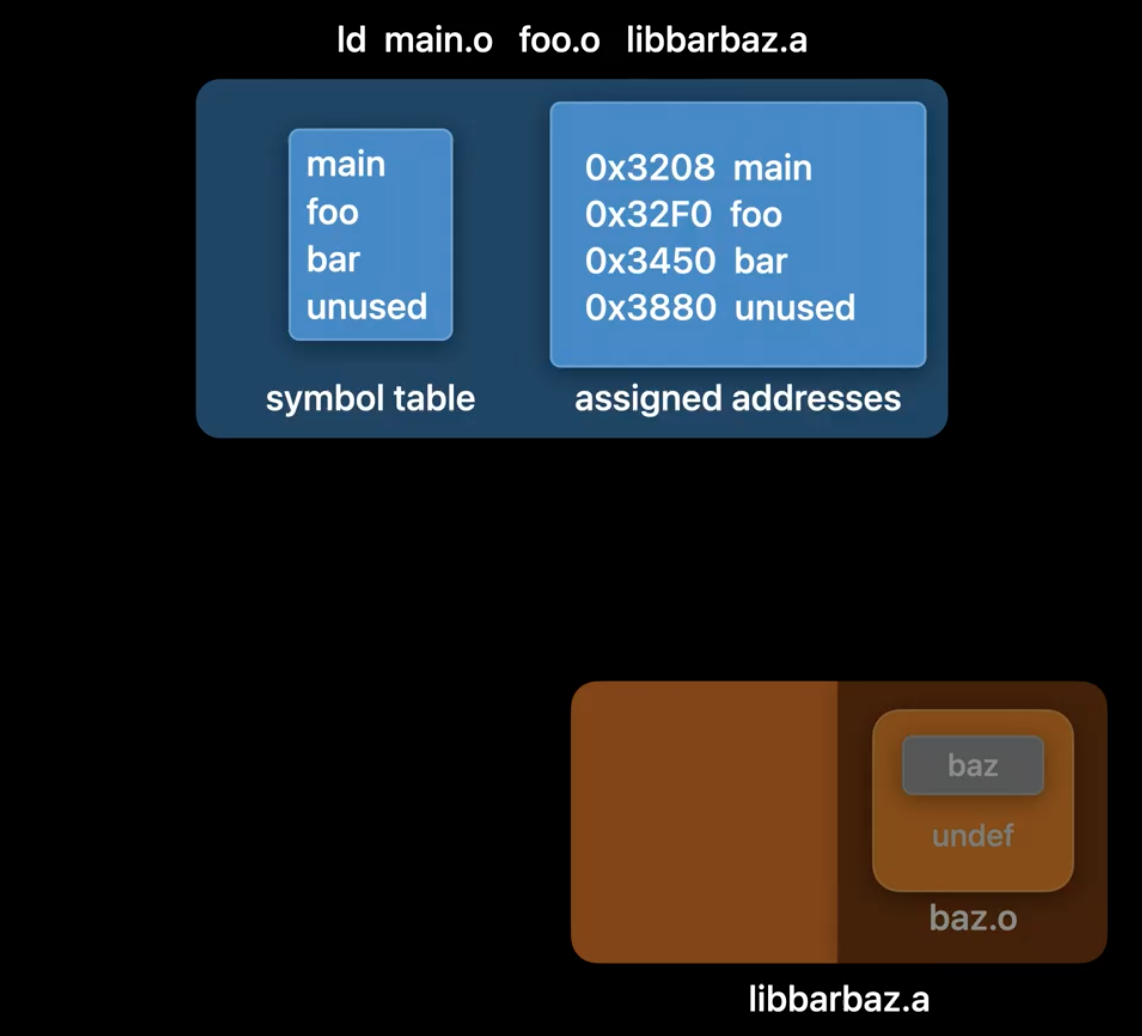 ld main.o foo.o libbarbaz.a
main
foo
bar
unused
symbol table
0x3208 main
0x32F0 foo
0x3450 bar
0x3880 unused
assigned addresses
baz
undef
baz.o
libbarbaz.a